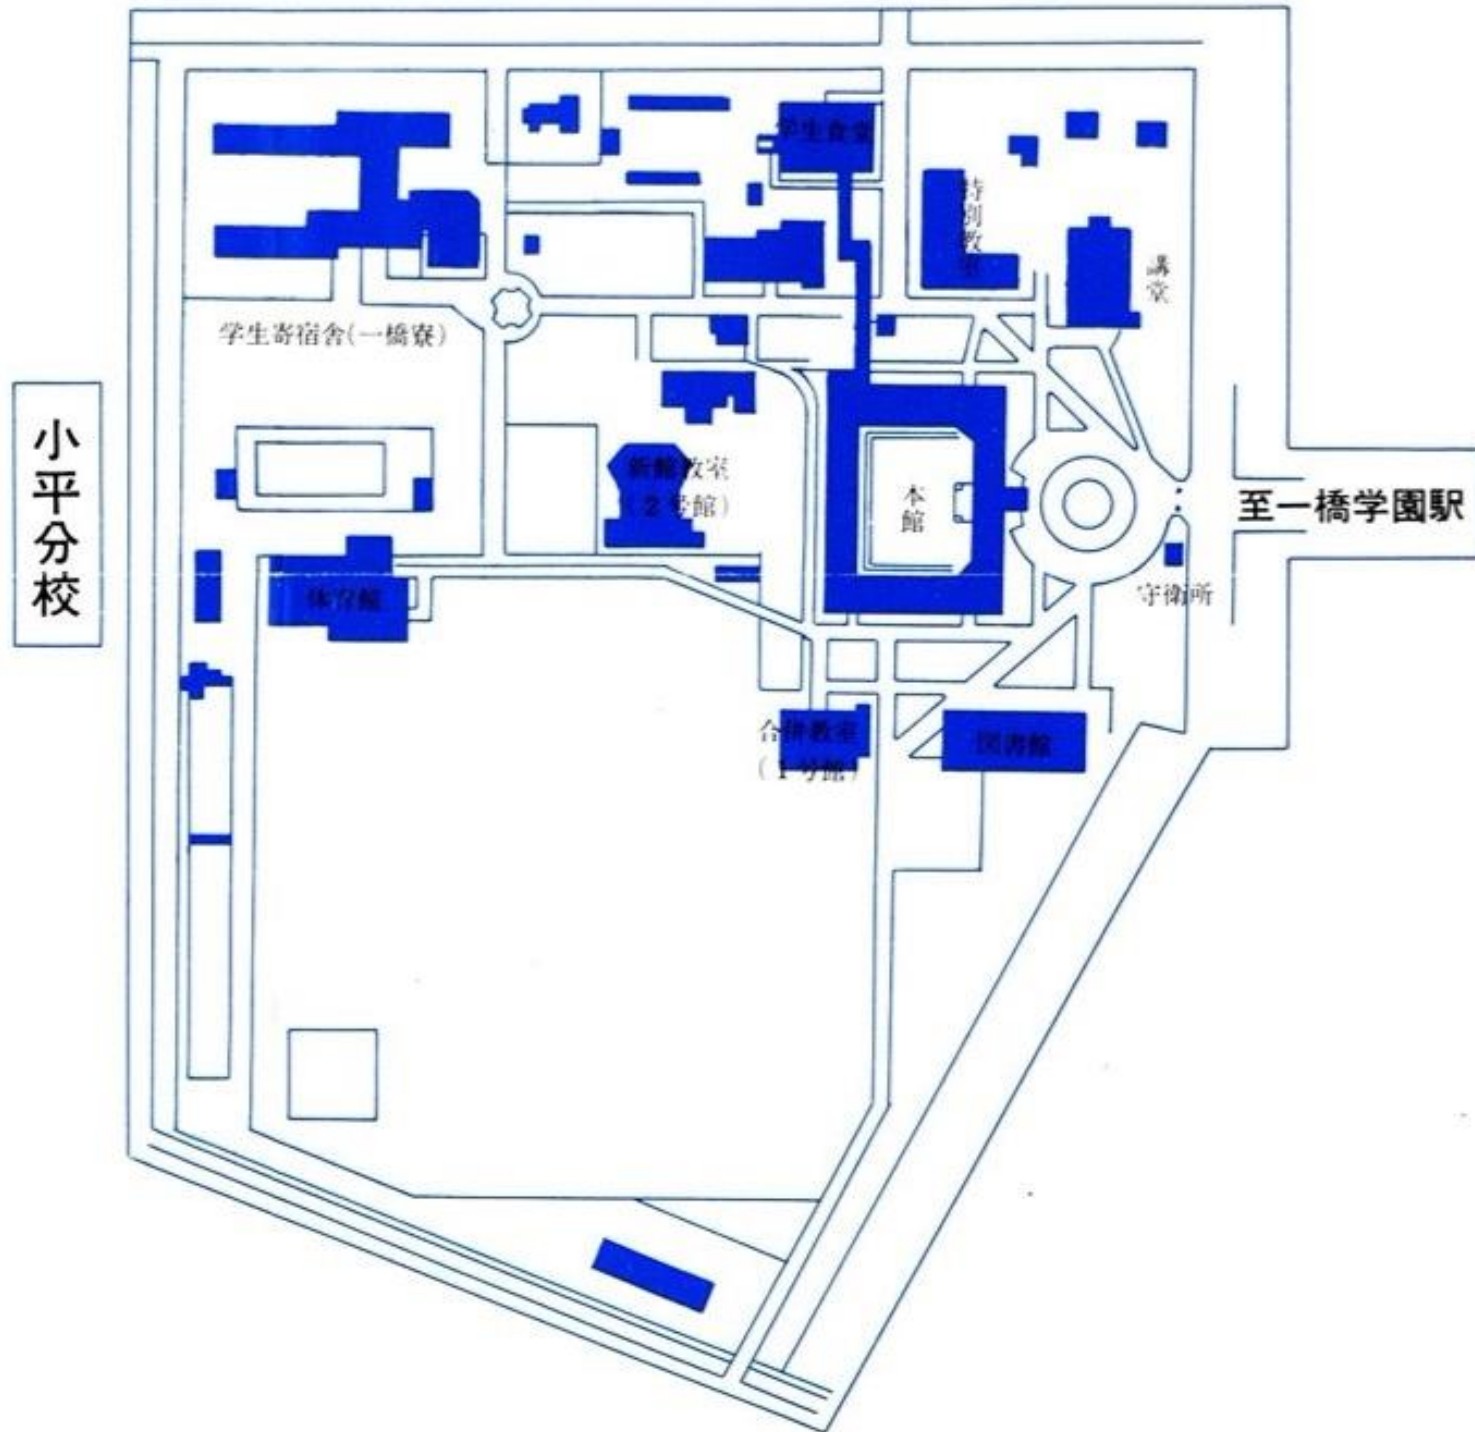 学生食堂
特別教室
講堂
学生寄宿舎(一橋寮)
小平分校
新館教室
(2号館)
本館
至一橋学園駅
体育館
守衛所
合併教室
(1号館)
図書館